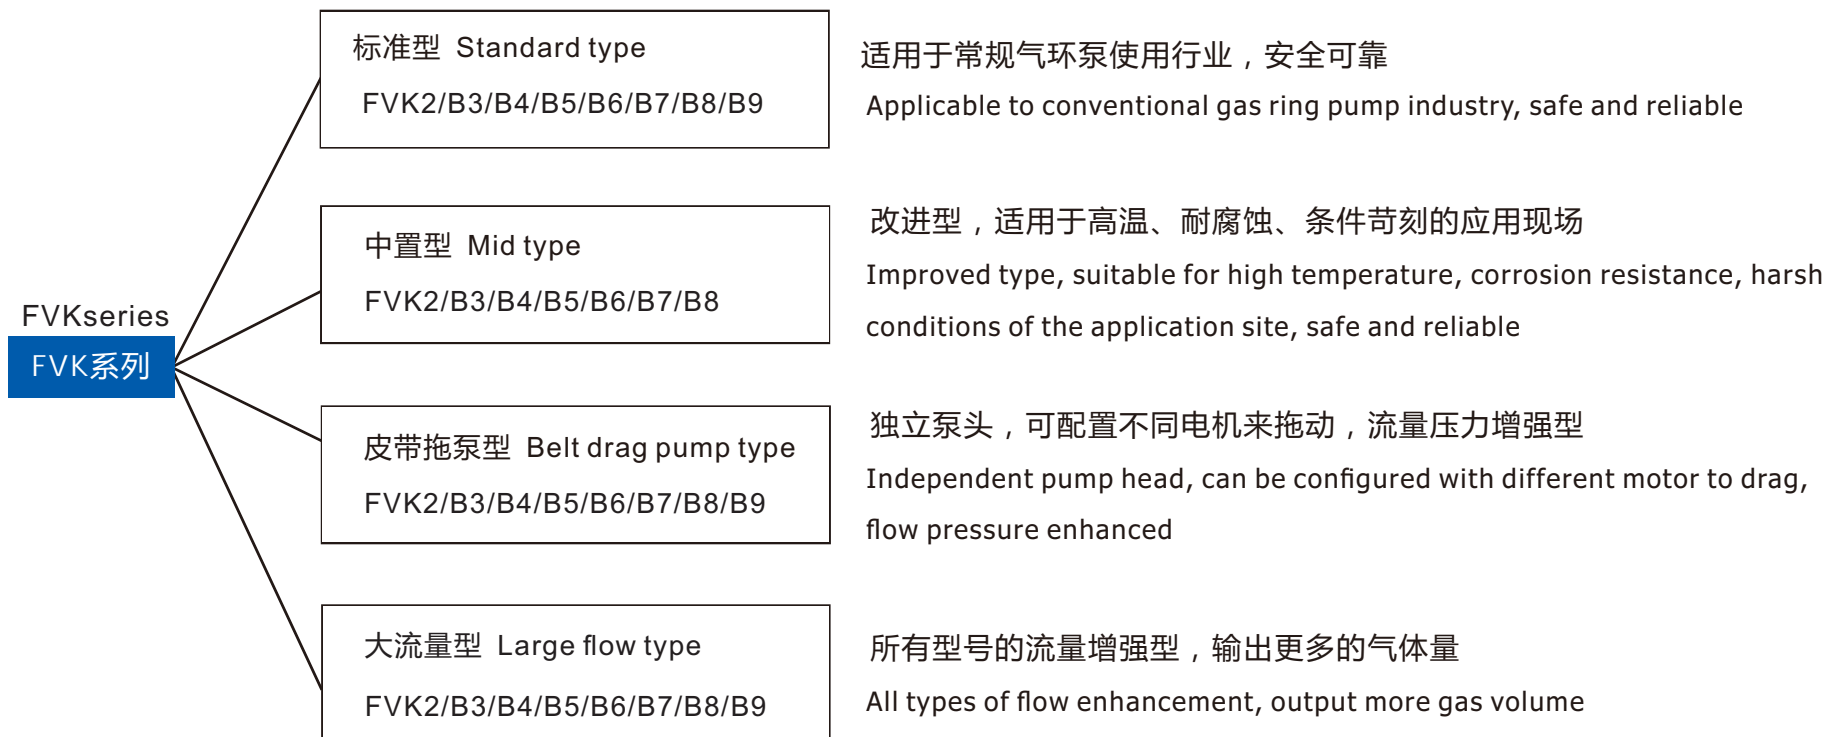 标准型 Standard type
FVK2/B3/B4/B5/B6/B7/B8/B9
适用于常规气环泵使用行业，安全可靠
Applicable to conventional gas ring pump industry, safe and reliable
中置型 Mid type
FVK2/B3/B4/B5/B6/B7/B8
改进型，适用于高温、耐腐蚀、条件苛刻的应用现场
Improved type, suitable for high temperature, corrosion resistance, harsh
conditions of the application site, safe and reliable
FVKseries
FVK系列
皮带拖泵型 Belt drag pump type
FVK2/B3/B4/B5/B6/B7/B8/B9
独立泵头，可配置不同电机来拖动，流量压力增强型
Independent pump head, can be configured with different motor to drag,
flow pressure enhanced
大流量型 Large flow type
FVK2/B3/B4/B5/B6/B7/B8/B9
所有型号的流量增强型，输出更多的气体量
All types of flow enhancement, output more gas volume